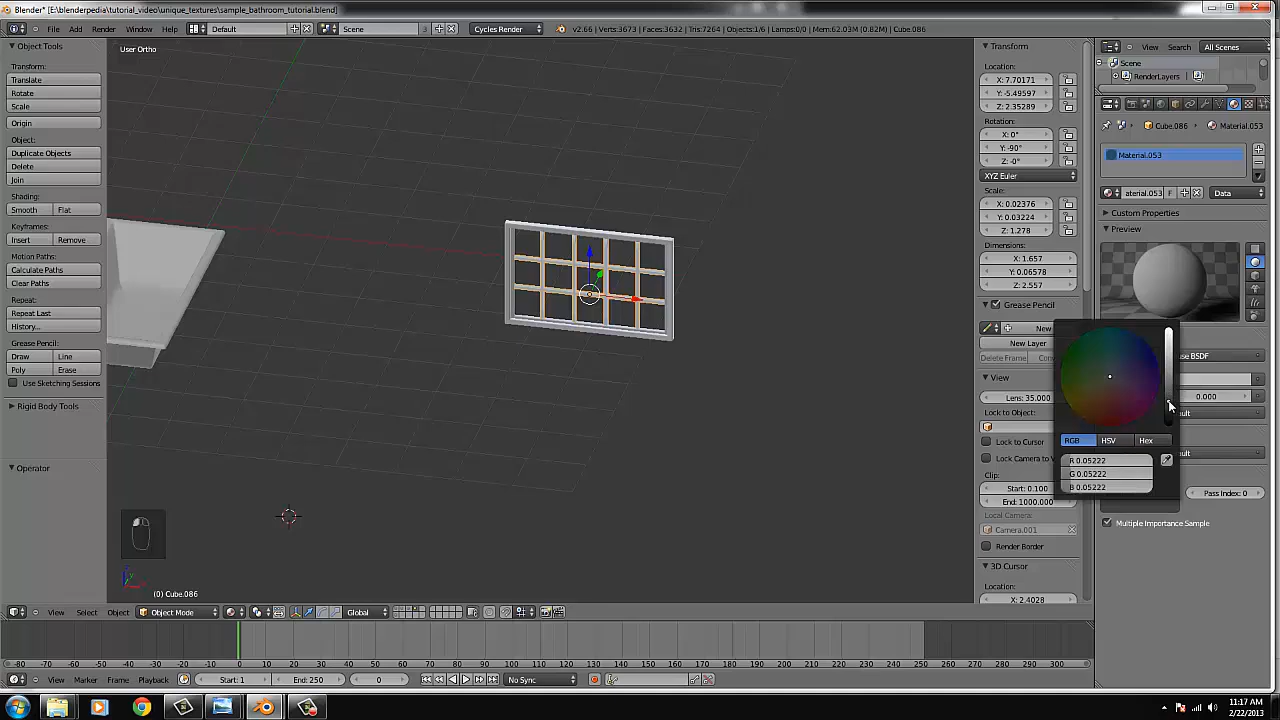 Blender* [E:\blenderpedia\tutorial_video\unique_textures\sample_bathroom_tutorial.blend]
File Add Render Window Help Default Scene 3 Cycles Render v2.66 | Verts:3673 | Faces:3632 | Tris:7264 | Objects:1/6 | Lamps:0/0 | Mem:62.03M (0.82M) | Cube.086
View Search All Scenes
Object Tools
User Ortho
Transform
Transform:
Translate
Rotate
Scale
Origin
Object:
Duplicate Objects
Delete
Join
Shading:
Smooth Flat
Keyframes:
Insert Remove
Motion Paths:
Calculate Paths
Clear Paths
Repeat:
Repeat Last
History...
Grease Pencil:
Draw Line
Poly Erase
Use Sketching Sessions
Rigid Body Tools
Operator
(0) Cube.086
Location:
X: 7.70171
Y: -5.49597
Z: 2.35289
Rotation:
X: 0°
Y: -90°
Z: -0°
XYZ Euler
Scale:
X: 0.02376
Y: 0.03224
Z: 1.278
Dimensions:
X: 1.657
Y: 0.06578
Z: 2.557
Grease Pencil
New
New Layer
Delete Frame
View
Lens: 35.000
Lock to Object:
Lock to Cursor
Lock Camera to V
Clip:
Start: 0.100
End: 1000.000
Local Camera:
Camera.001
Render Border
3D Cursor
Location:
X: 2.4028
Scene
RenderLayers
Cube.086 Material.053
Material.053
aterial.053 F Data
Custom Properties
Preview
se BSDF
0.000
RGB HSV Hex
R 0.05222
G 0.05222
B 0.05222
Pass Index: 0
Multiple Importance Sample
View Select Object Object Mode Global
-80 -70 -60 -50 -40 -30 -20 -10 0 10 20 30 40 50 60 70 80 90 100 110 120 130 140 150 160 170 180 190 200 210 220 230 240 250 260 270 280 290 300
View Marker Frame Playback Start: 1 End: 250 0 No Sync
11:17 AM
2/22/2013